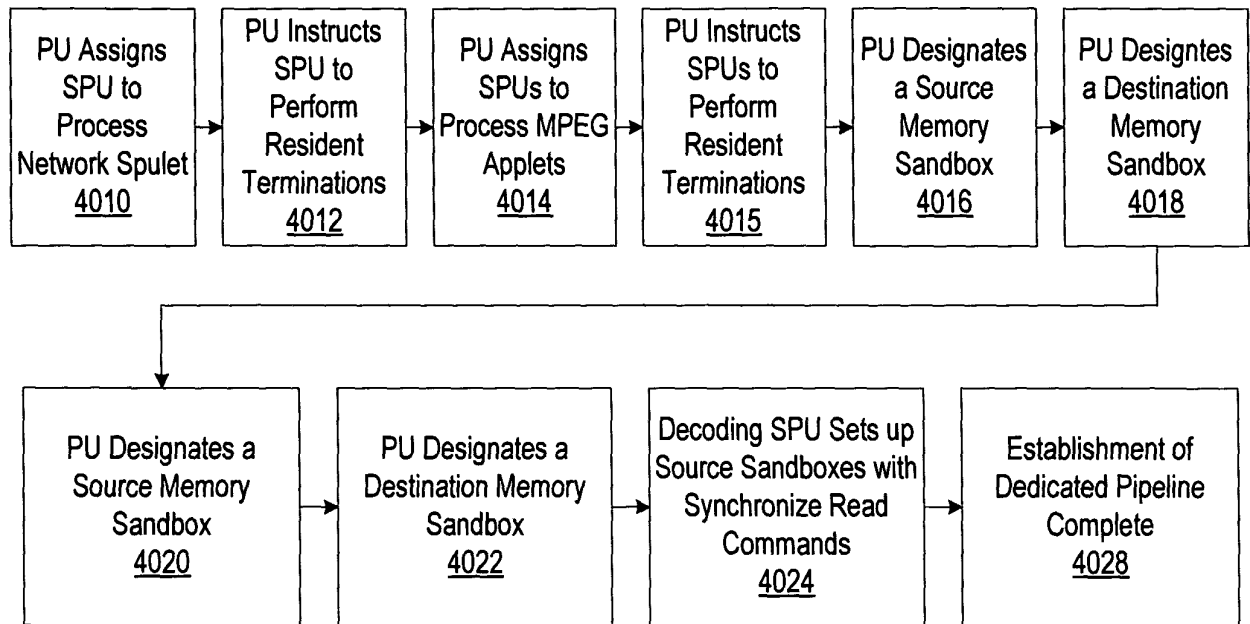 PU Assigns
SPU to
Process
Network Spulet
4010
PU Instructs
SPU to
Perform
Resident
Terminations
4012
PU Assigns
SPUs to
Process MPEG
Applets
4014
PU Instructs
SPUs to
Perform
Resident
Terminations
4015
PU Designates
a Source
Memory
Sandbox
4016
PU Designtes
a Destination
Memory
Sandbox
4018
PU Designates a
Source Memory
Sandbox
4020
PU Designates a
Destination Memory
Sandbox
4022
Decoding SPU Sets up
Source Sandboxes with
Synchronize Read
Commands
4024
Establishment of
Dedicated Pipeline
Complete
4028